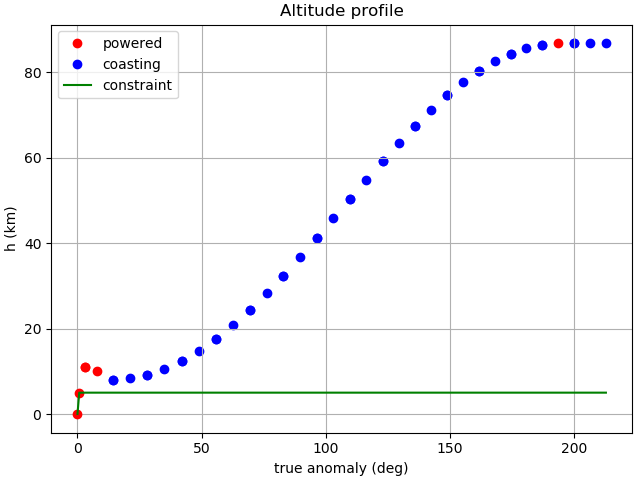 Altitude profile
powered
coasting
constraint
h (km)
80
60
40
20
0
0 50 100 150 200
true anomaly (deg)